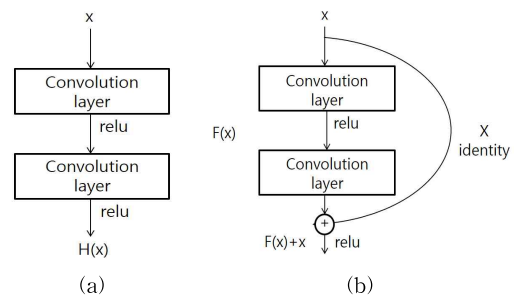 x
Convolution
layer
relu
Convolution
layer
relu
H(x)
(a)
x
Convolution
layer
relu
F(x)
X
identity
Convolution
layer
+
F(x)+x
relu
(b)